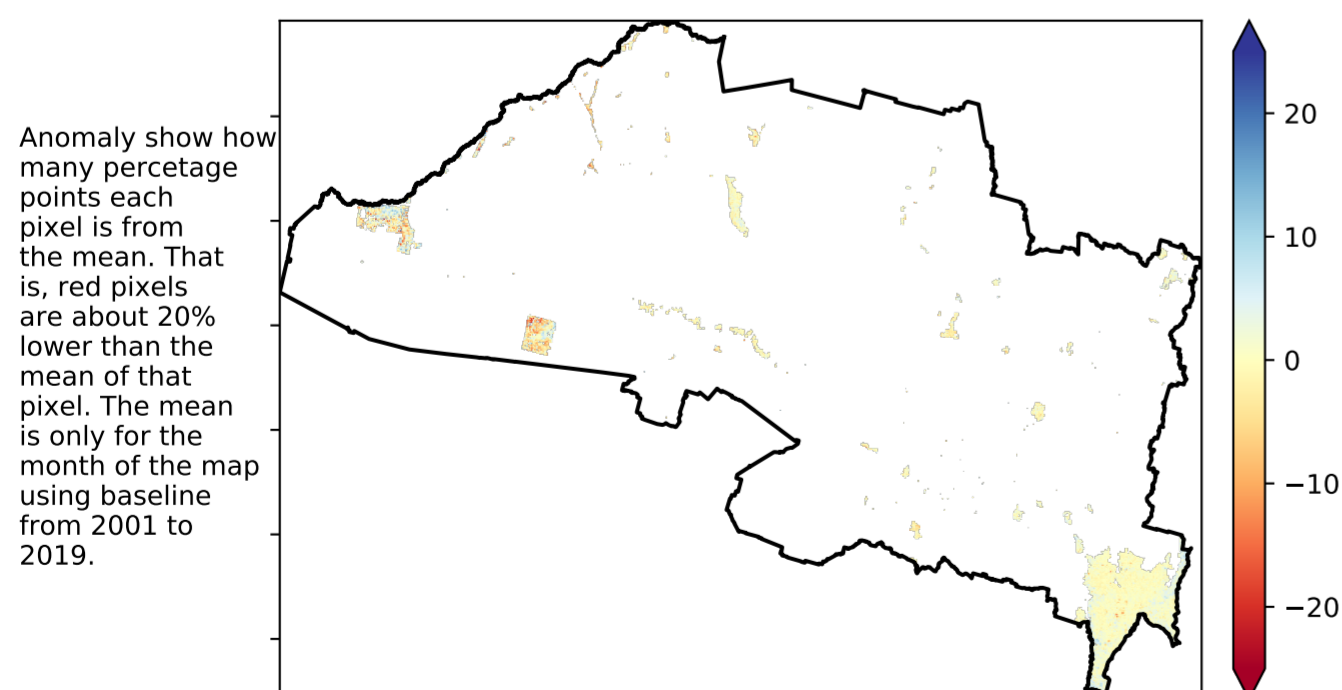 Anomaly show how
many percetage
points each
pixel is from
the mean. That
is, red pixels
are about 20%
lower than the
mean of that
pixel. The mean
is only for the
month of the map
using baseline
from 2001 to
2019.
20
10
0
−10
−20